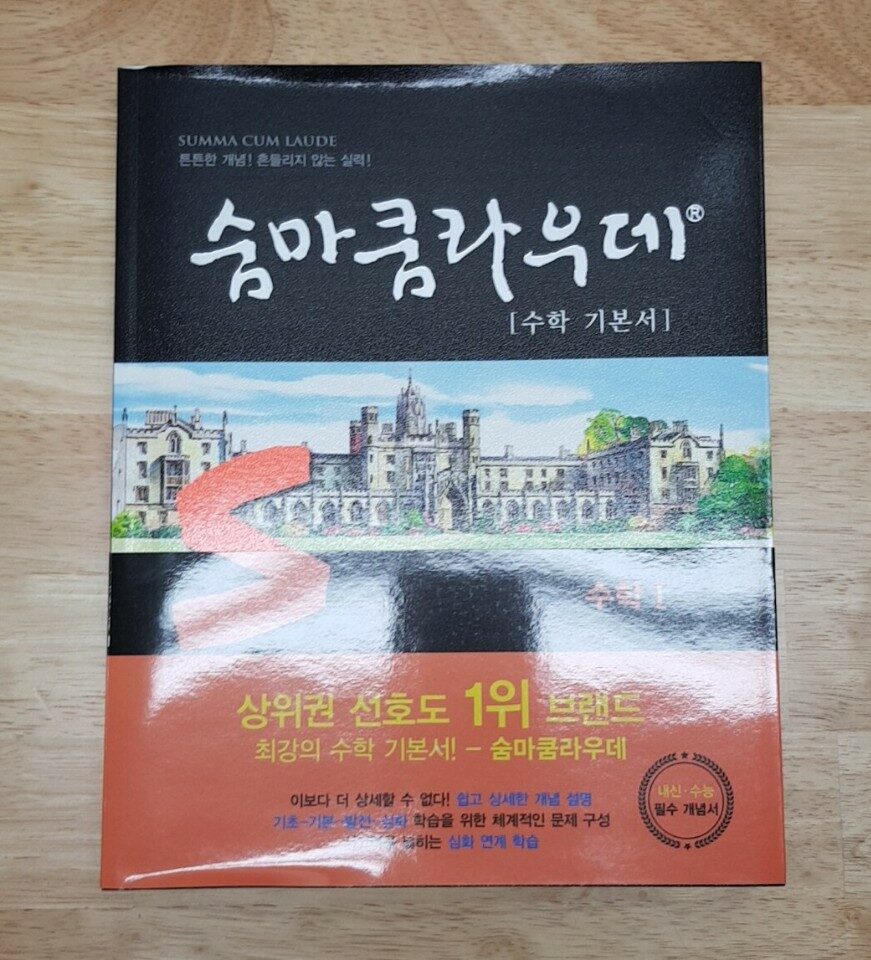 SUMMA CUM LAUDE
튼튼한 개념! 흔들리지 않는 실력!
숨마쿰라우데®
[수학 기본서]
수학 I
상위권 선호도 1위 브랜드
최강의 수학 기본서! - 숨마쿰라우데
내신·수능
필수 개념서
이보다 더 상세할 수 없다! 쉽고 상세한 개념 설명
기초-기본-발전-심화 학습을 위한 체계적인 문제 구성
넓히는 심화 연계 학습